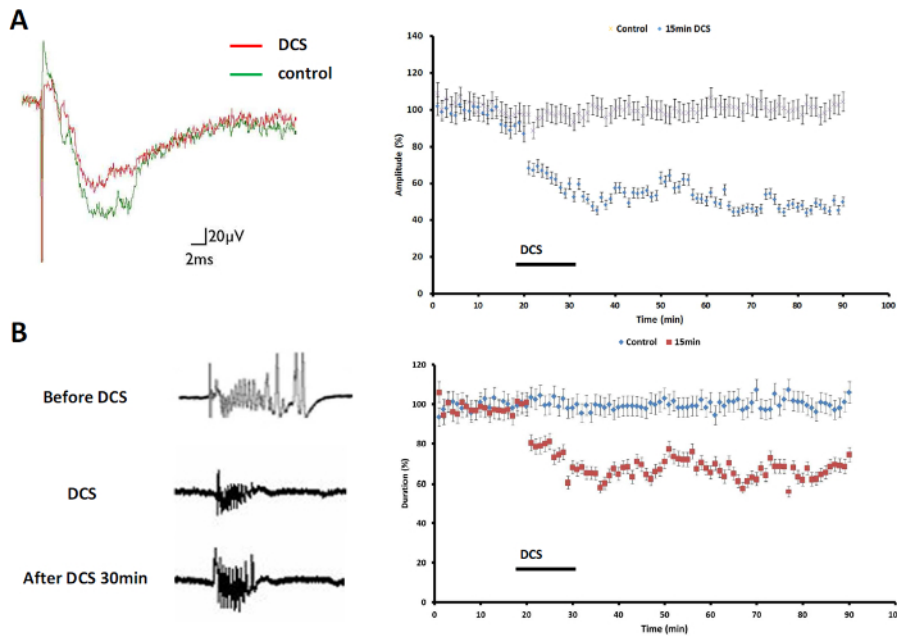 A
DCS
control
20µV
2ms
Control 15min DCS
Amplitude (%)
140
120
100
80
60
40
20
0
DCS
0 10 20 30 40 50 60 70 80 90 100
Time (min)
B
Before DCS
DCS
After DCS 30min
Control 15min
Duration (%)
120
100
80
60
40
20
0
DCS
0 10 20 30 40 50 60 70 80 90 100
Time (min)